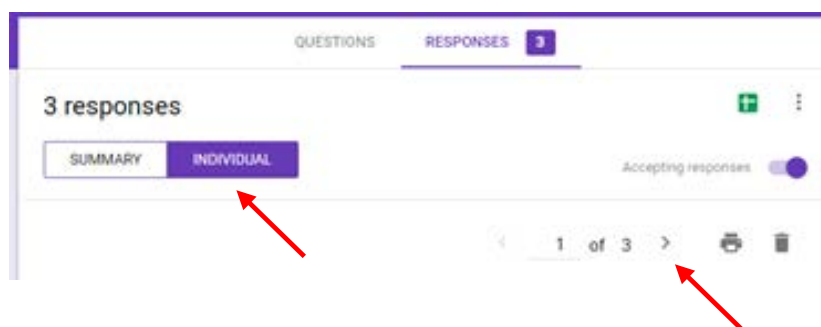 QUESTIONS RESPONSES 3
3 responses
SUMMARY INDIVIDUAL
Accepting responses
1 of 3